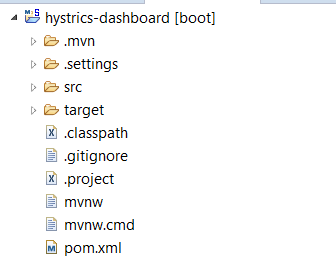 hystrics-dashboard [boot]
.mvn
.settings
src
target
.classpath
.gitignore
.project
mvnw
mvnw.cmd
pom.xml